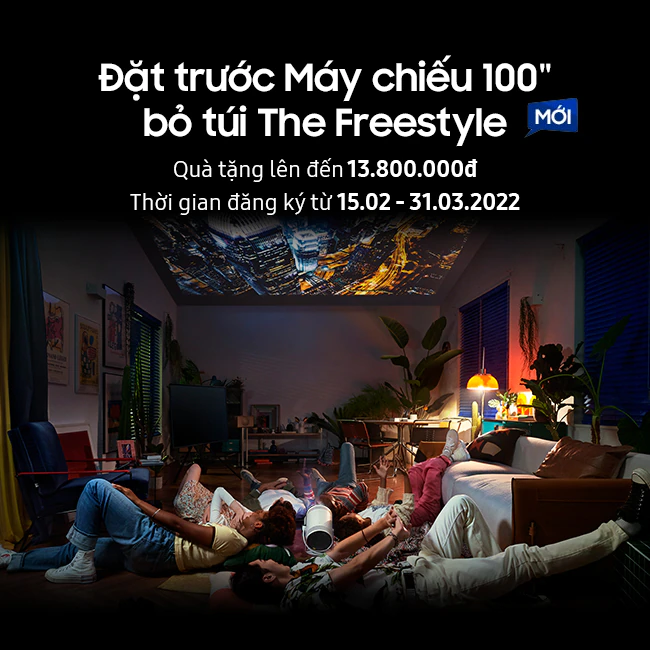 Đặt trước Máy chiếu 100"
bỏ túi The Freestyle MỚI
Quà tặng lên đến 13.800.000đ
Thời gian đăng ký từ 15.02 - 31.03.2022